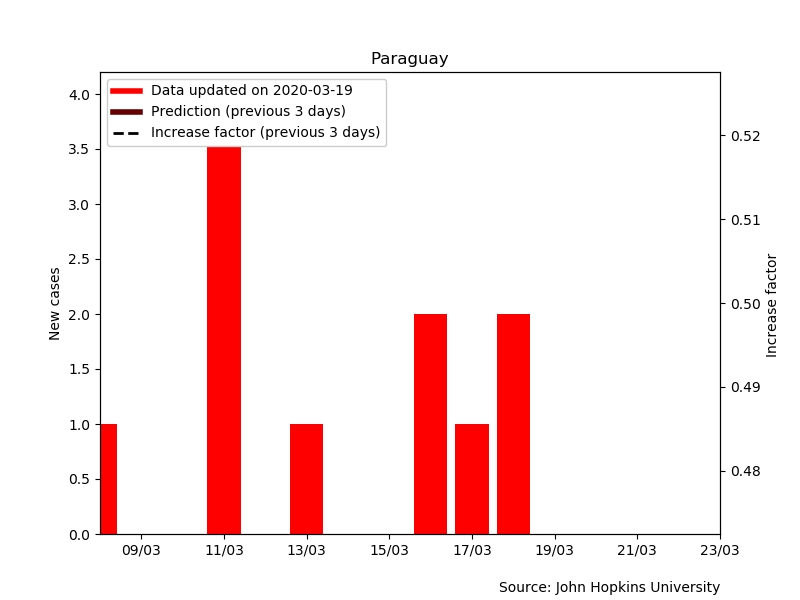 Paraguay
Data updated on 2020-03-19
Prediction (previous 3 days)
Increase factor (previous 3 days)
4.0
3.5
3.0
2.5
2.0
1.5
1.0
0.5
0.0
New cases
0.52
0.51
0.50
0.49
0.48
Increase factor
09/03 11/03 13/03 15/03 17/03 19/03 21/03 23/03
Source: John Hopkins University